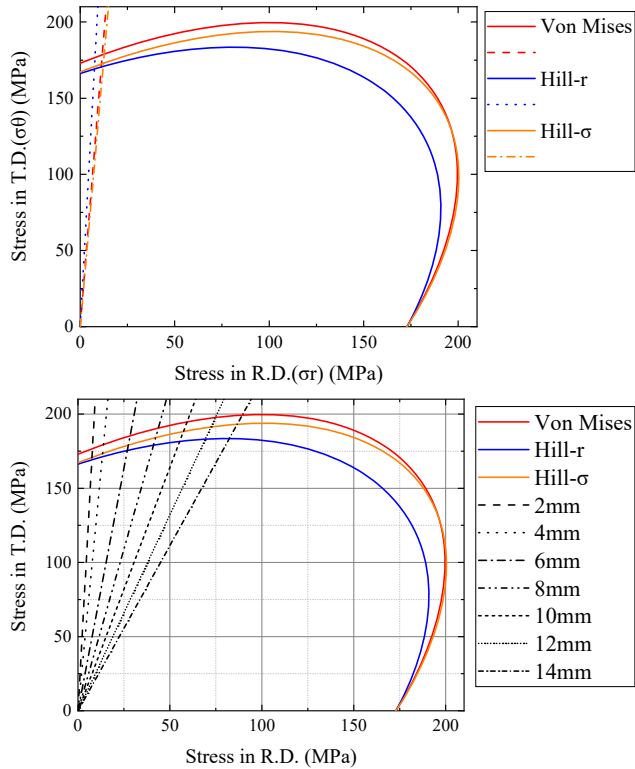 200
150
100
50
0
Stress in T.D.(σθ) (MPa)
0 50 100 150 200
Stress in R.D.(σr) (MPa)
Von Mises
Hill-r
Hill-σ
200
150
100
50
0
Stress in T.D. (MPa)
0 50 100 150 200
Stress in R.D. (MPa)
Von Mises
Hill-r
Hill-σ
2mm
4mm
6mm
8mm
10mm
12mm
14mm